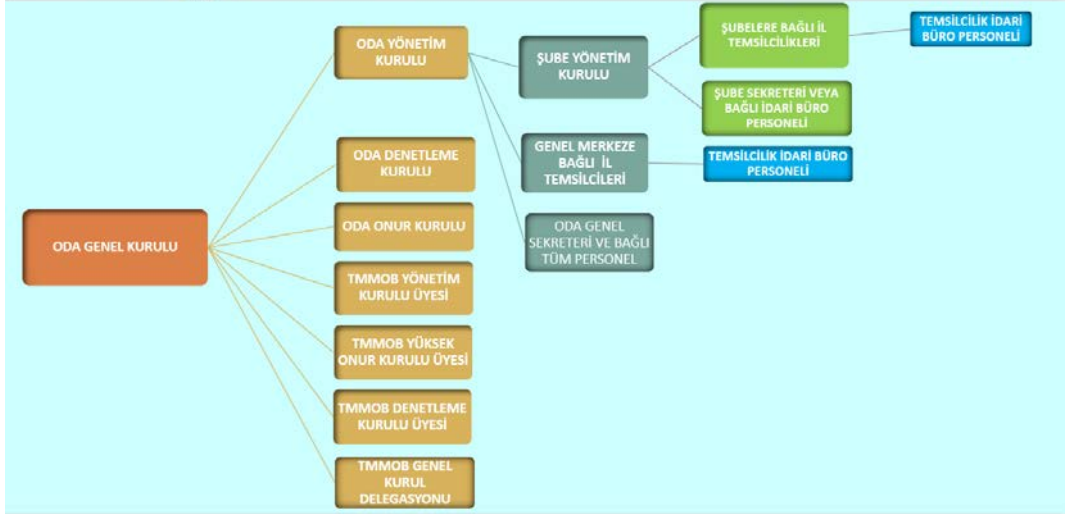 ODA GENEL KURULU
ODA YÖNETİM
KURULU
ODA DENETLEME
KURULU
ODA ONUR KURULU
TMMOB YÖNETİM
KURULU ÜYESİ
TMMOB YÜKSEK
ONUR KURULU ÜYESİ
TMMOB DENETLEME
KURULU ÜYESİ
TMMOB GENEL
KURUL
DELEGASYONU
ŞUBE YÖNETİM
KURULU
GENEL MERKEZE
BAĞLI İL
TEMSİLCİLERİ
ODA GENEL
SEKRETERİ VE BAĞLI
TÜM PERSONEL
ŞUBELERE BAĞLI İL
TEMSİLCİLİKLERİ
ŞUBE SEKRETERİ VEYA
BAĞLI İDARİ BÜRO
PERSONELİ
TEMSİLCİLİK İDARİ BÜRO
PERSONELİ
TEMSİLCİLİK İDARİ
BÜRO PERSONELİ